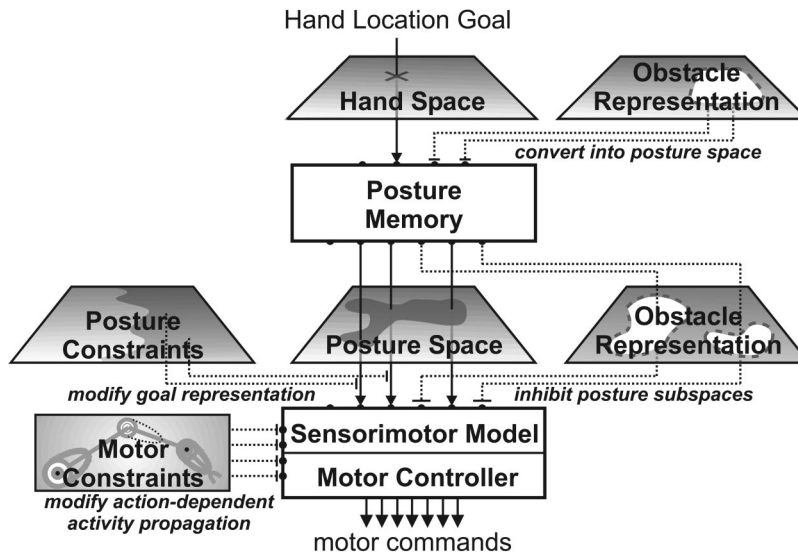 Hand Location Goal
Hand Space
Obstacle
Representation
convert into posture space
Posture
Memory
Posture
Constraints
Posture Space
Obstacle
Representation
modify goal representation
inhibit posture subspaces
Motor
Constraints
Sensorimotor Model
Motor Controller
modify action-dependent
activity propagation
motor commands